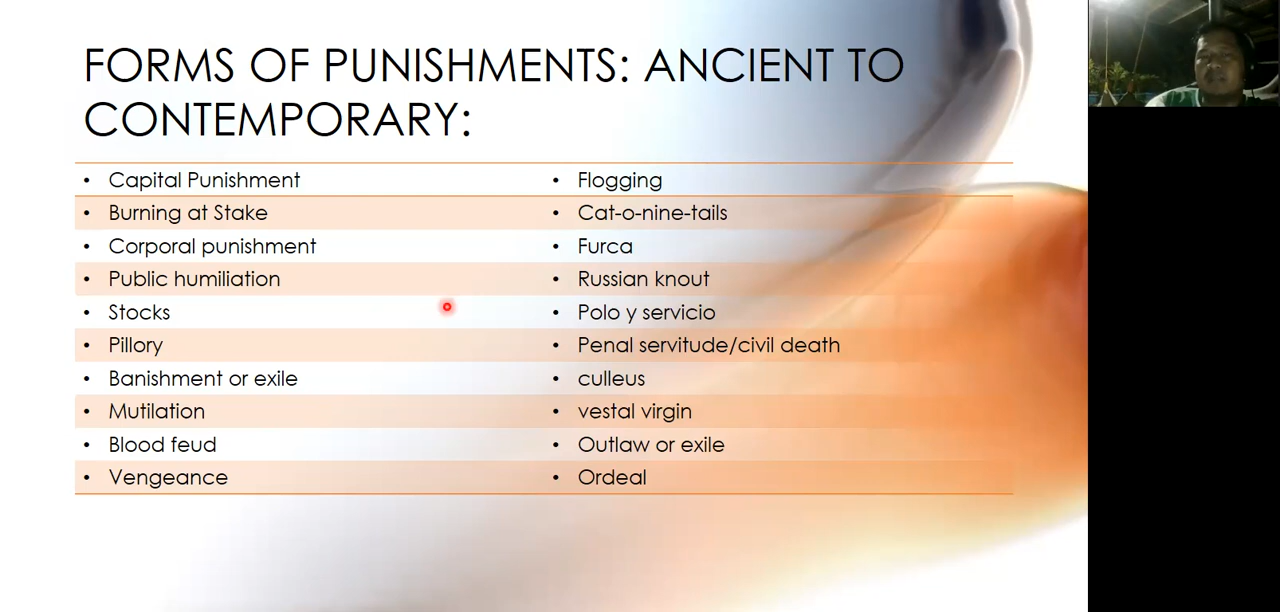 FORMS OF PUNISHMENTS: ANCIENT TO
CONTEMPORARY:
• Capital Punishment
• Burning at Stake
• Corporal punishment
• Public humiliation
• Stocks
• Pillory
• Banishment or exile
• Mutilation
• Blood feud
• Vengeance
• Flogging
• Cat-o-nine-tails
• Furca
• Russian knout
• Polo y servicio
• Penal servitude/civil death
• culleus
• vestal virgin
• Outlaw or exile
• Ordeal